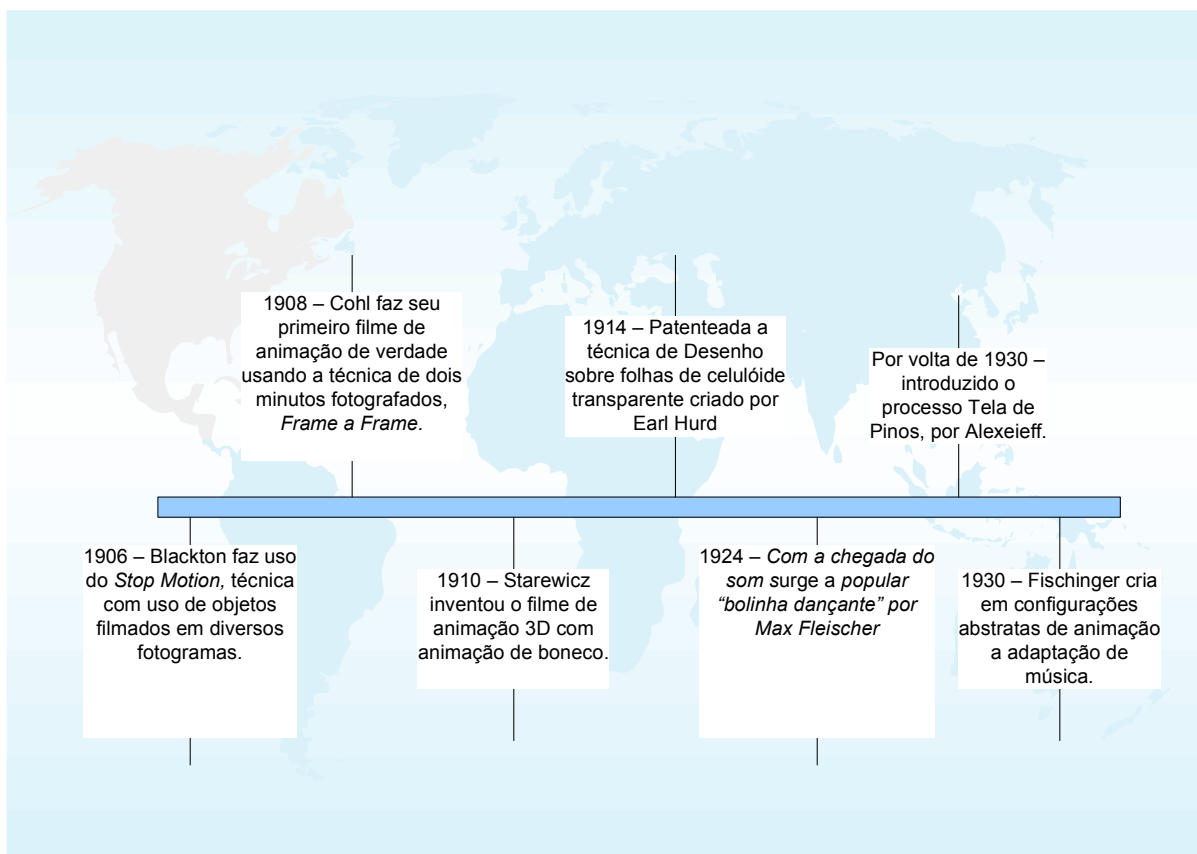 1908 – Cohl faz seu
primeiro filme de
animação de verdade
usando a técnica de dois
minutos fotografados,
Frame a Frame.
1914 – Patenteada a
técnica de Desenho
sobre folhas de celulóide
transparente criado por
Earl Hurd
Por volta de 1930 –
introduzido o
processo Tela de
Pinos, por Alexeieff.
1906 – Blackton faz uso
do Stop Motion, técnica
com uso de objetos
filmados em diversos
fotogramas.
1910 – Starewicz
inventou o filme de
animação 3D com
animação de boneco.
1924 – Com a chegada do
som surge a popular
“bolinha dançante” por
Max Fleischer
1930 – Fischinger cria
em configurações
abstratas de animação
a adaptação de
música.